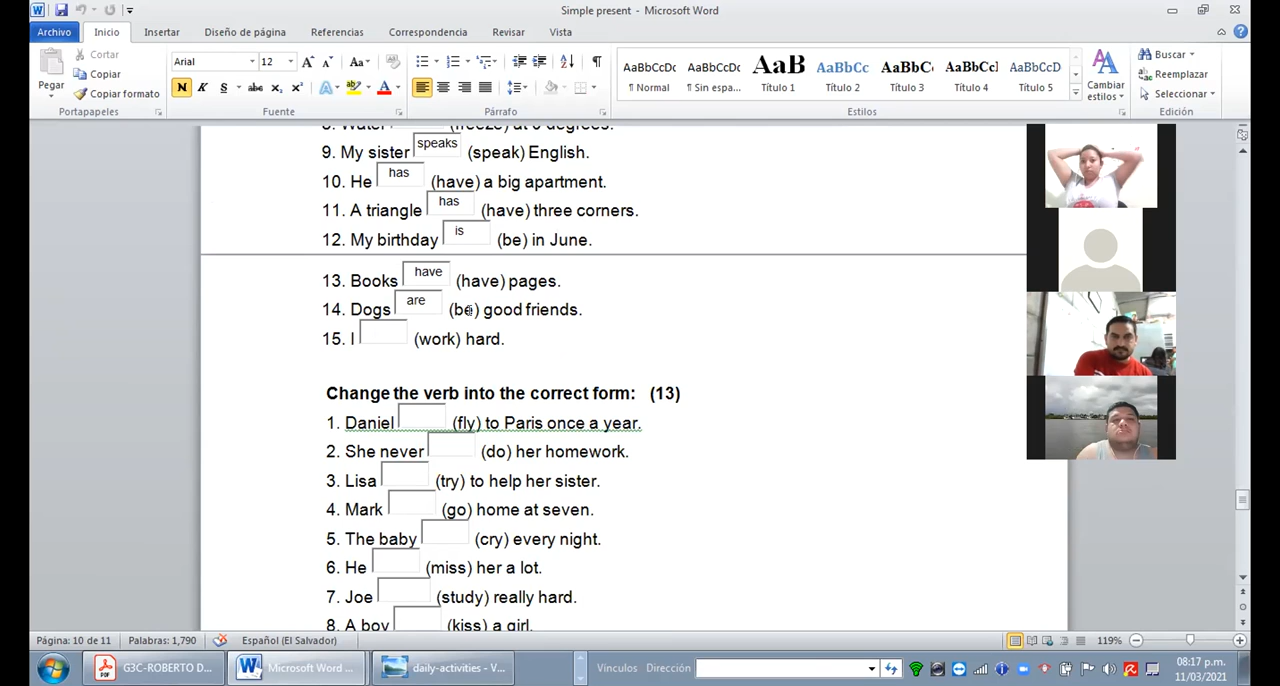 Simple present - Microsoft Word
Archivo Inicio Insertar Diseño de página Referencias Correspondencia Revisar Vista
Pegar
Cortar
Copiar
Copiar formato
Portapapeles
Arial 12
Fuente
Párrafo
AaBbCcDc AaBbCcDc AaB AaBbCc AaBbC AaBbCcI AaBbCcD
¶ Normal ¶ Sin espa... Título 1 Título 2 Título 3 Título 4 Título 5
Estilos
Cambiar estilos
Buscar
Reemplazar
Seleccionar
Edición
8. Water (freeze) at 0 degrees.
9. My sister speaks (speak) English.
10. He has (have) a big apartment.
11. A triangle has (have) three corners.
12. My birthday is (be) in June.
13. Books have (have) pages.
14. Dogs are (be) good friends.
15. I (work) hard.
Change the verb into the correct form: (13)
1. Daniel (fly) to Paris once a year.
2. She never (do) her homework.
3. Lisa (try) to help her sister.
4. Mark (go) home at seven.
5. The baby (cry) every night.
6. He (miss) her a lot.
7. Joe (study) really hard.
8. A boy (kiss) a girl.
Página: 10 de 11 Palabras: 1,790 Español (El Salvador) 119%
G3C-ROBERTO D... Microsoft Word ... daily-activities - V... Vínculos Dirección
08:17 p.m.
11/03/2021